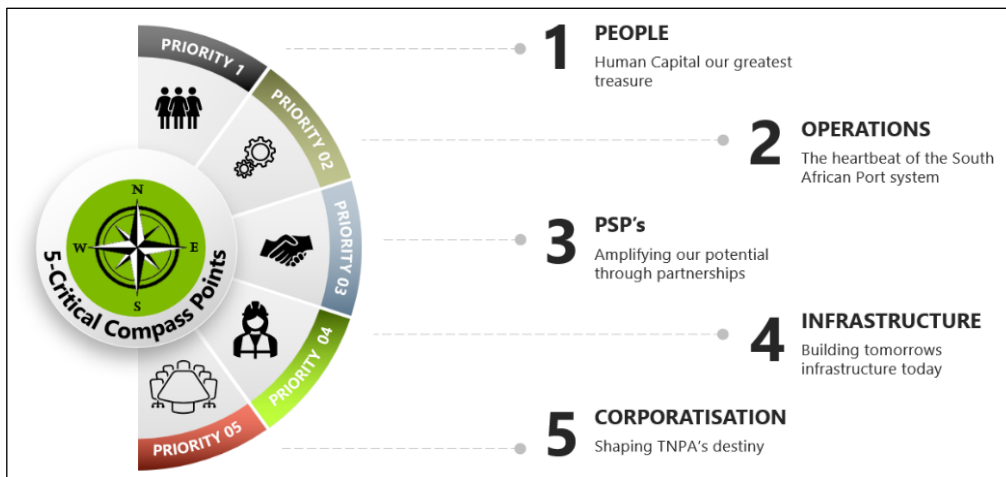 PRIORITY 1
PRIORITY 02
PRIORITY 03
PRIORITY 04
PRIORITY 05
N
W
E
S
5-Critical Compass Points
1
PEOPLE
Human Capital our greatest
treasure
2
OPERATIONS
The heartbeat of the South
African Port system
3
PSP's
Amplifying our potential
through partnerships
4
INFRASTRUCTURE
Building tomorrows
infrastructure today
5
CORPORATISATION
Shaping TNPA's destiny